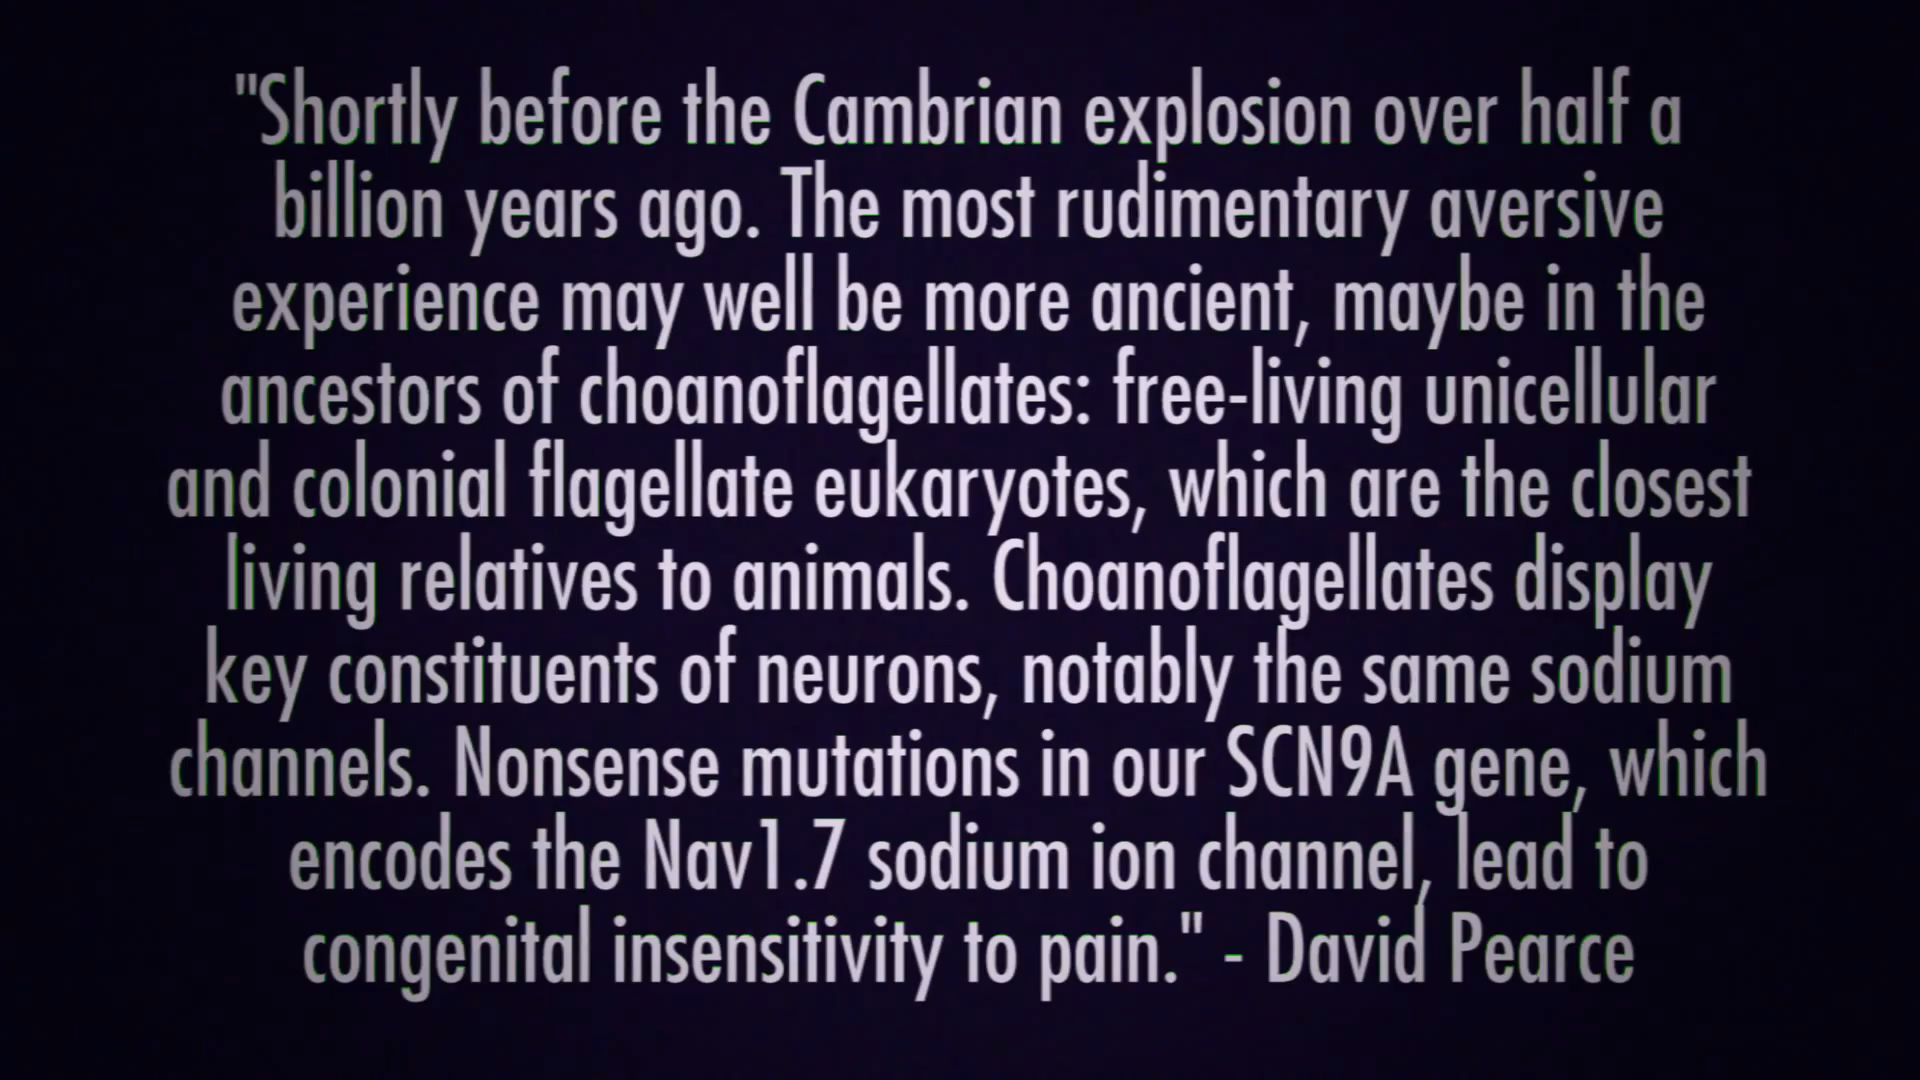 "Shortly before the Cambrian explosion over half a
billion years ago. The most rudimentary aversive
experience may well be more ancient, maybe in the
ancestors of choanoflagellates: free-living unicellular
and colonial flagellate eukaryotes, which are the closest
living relatives to animals. Choanoflagellates display
key constituents of neurons, notably the same sodium
channels. Nonsense mutations in our SCN9A gene, which
encodes the Nav1.7 sodium ion channel, lead to
congenital insensitivity to pain." - David Pearce